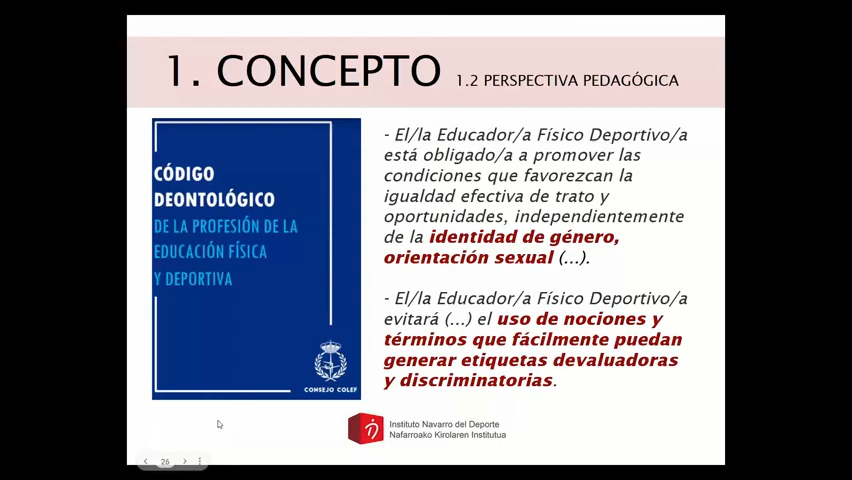 1. CONCEPTO 1.2 PERSPECTIVA PEDAGÓGICA
CÓDIGO
DEONTOLÓGICO
DE LA PROFESIÓN DE LA
EDUCACIÓN FÍSICA
Y DEPORTIVA
CONSEJO COLEF
- El/la Educador/a Físico Deportivo/a
está obligado/a a promover las
condiciones que favorezcan la
igualdad efectiva de trato y
oportunidades, independientemente
de la identidad de género,
orientación sexual (...).
- El/la Educador/a Físico Deportivo/a
evitará (...) el uso de nociones y
términos que fácilmente puedan
generar etiquetas devaluadoras
y discriminatorias.
Instituto Navarro del Deporte
Nafarroako Kirolaren Institutua
26